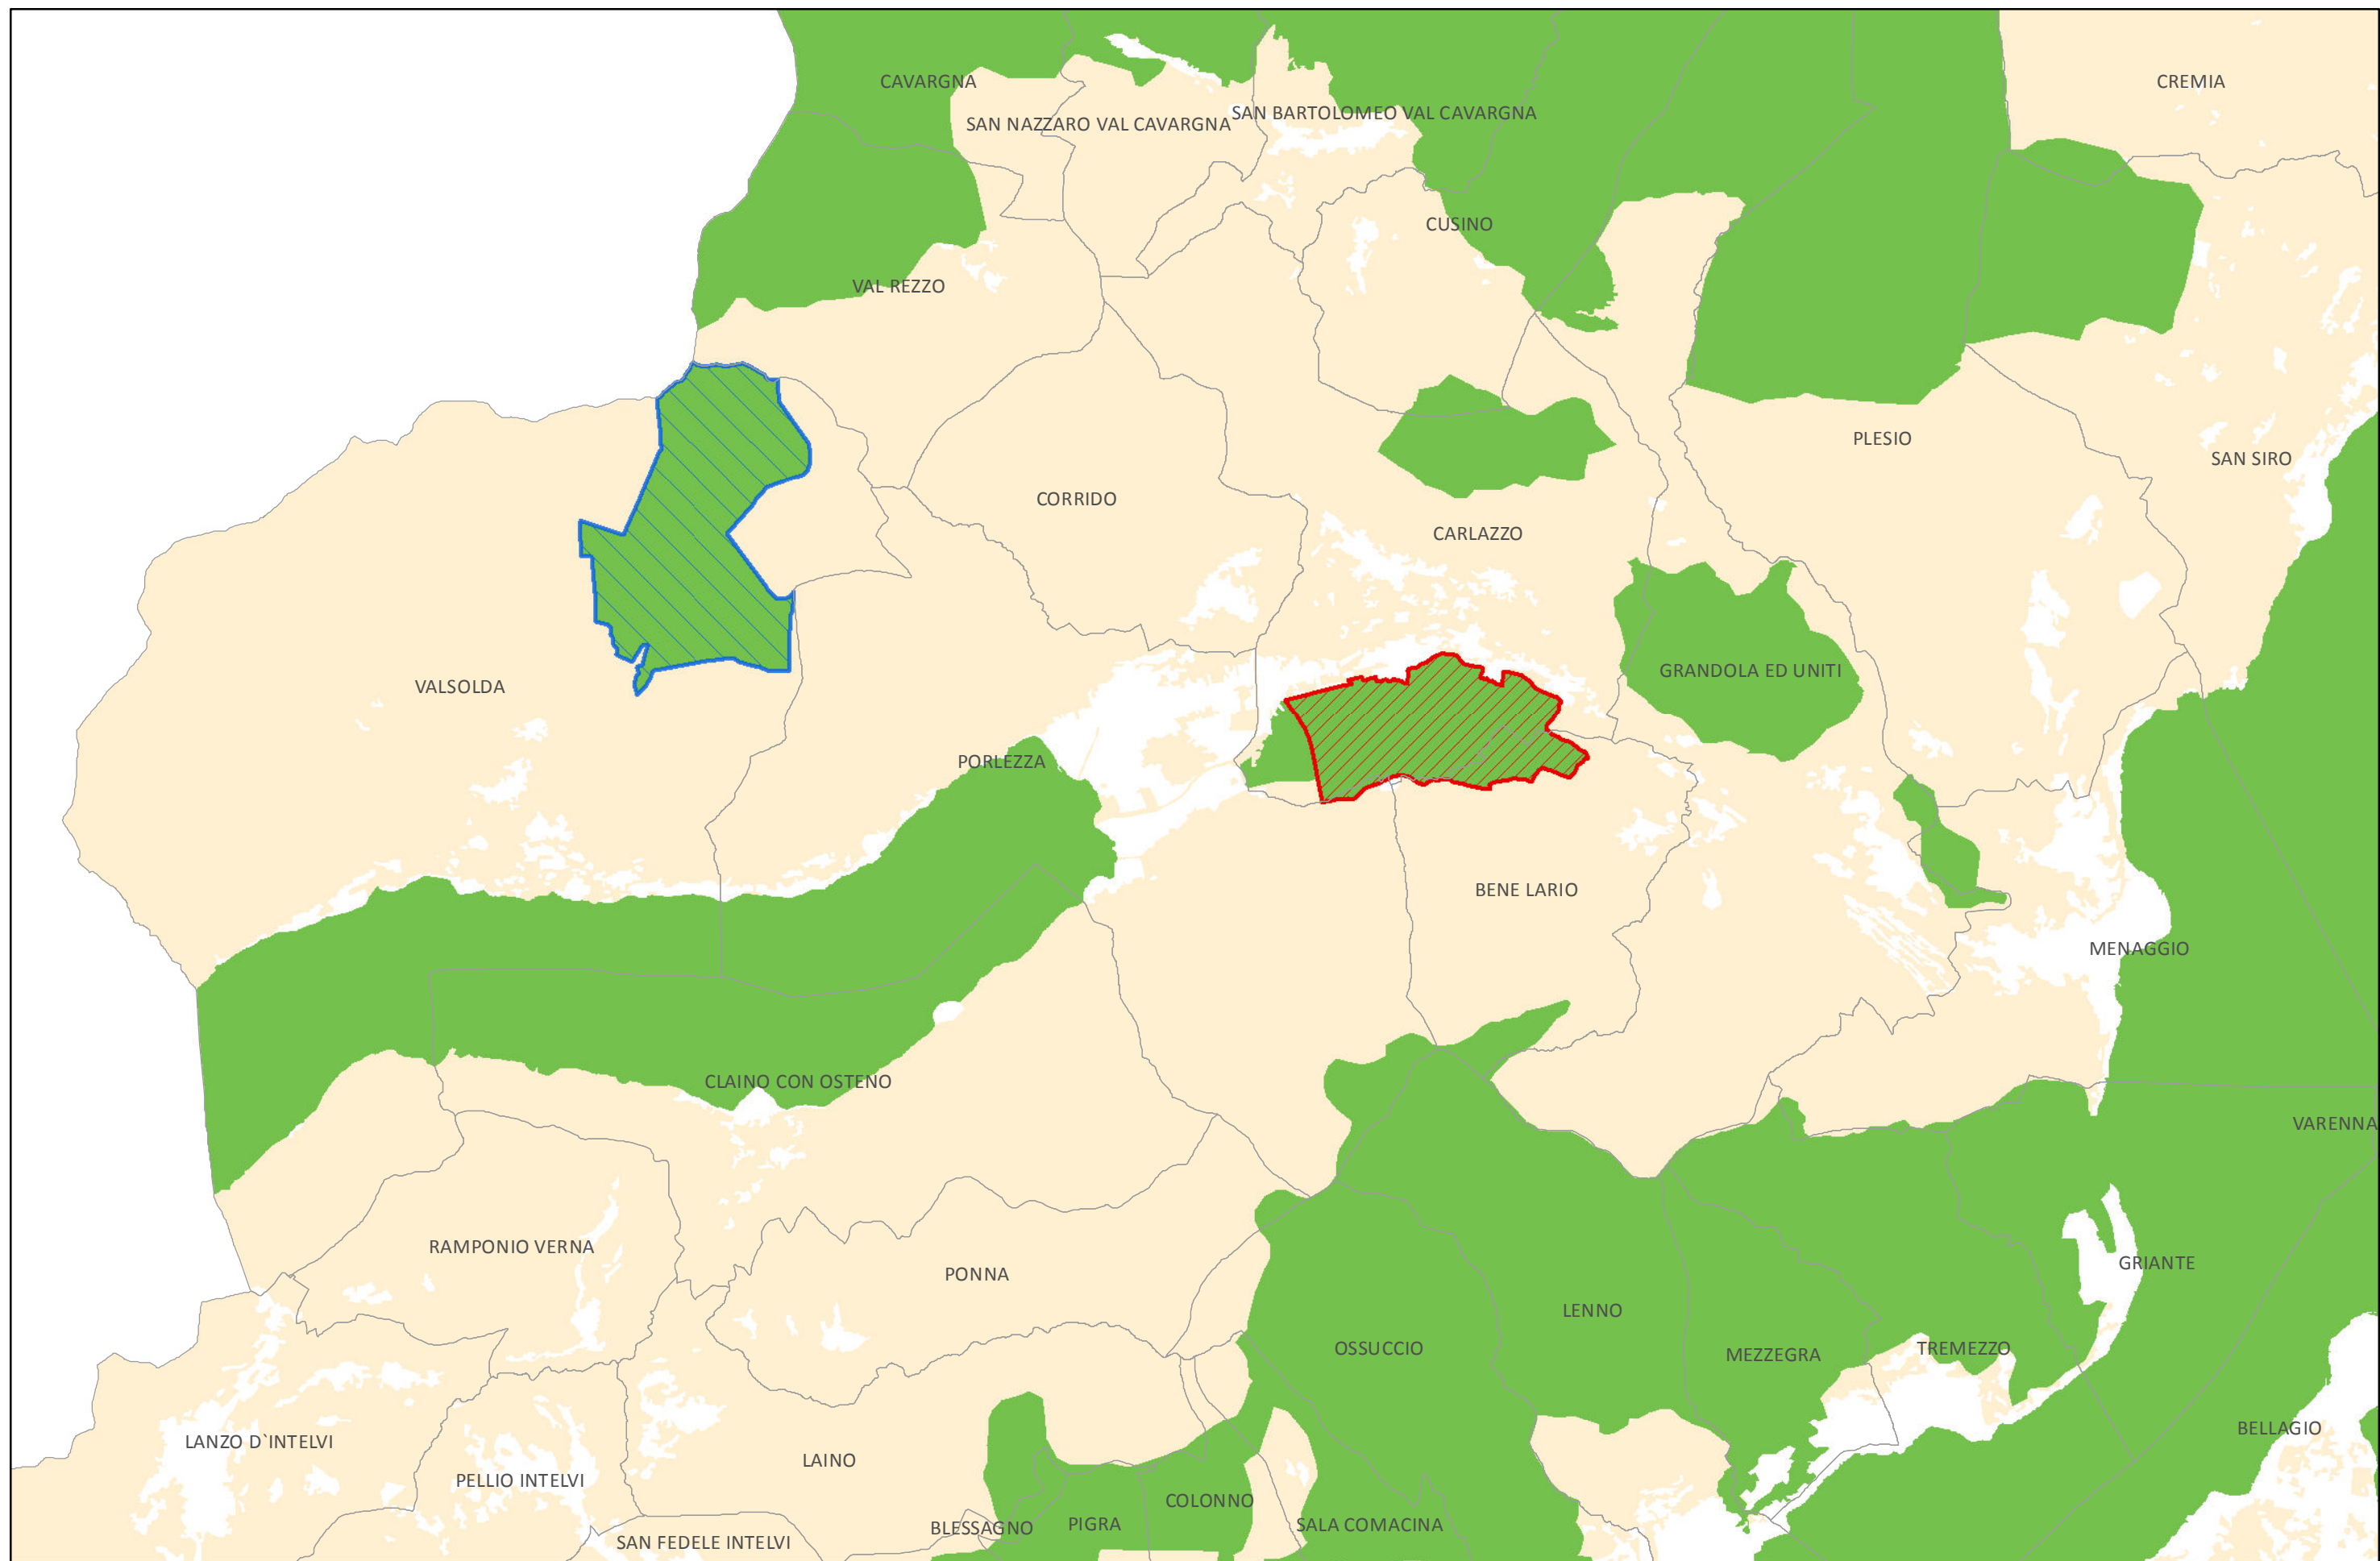 CAVARGNA
CREMIA
SAN NAZZARO VAL CAVARGNA
SAN BARTOLOMEO VAL CAVARGNA
CUSINO
VAL REZZO
PLESIO
SAN SIRO
CORRIDO
CARLAZZO
GRANDOLA ED UNITI
VALSOLDA
PORLEZZA
BENE LARIO
MENAGGIO
CLAINO CON OSTENO
VARENNA
RAMPONIO VERNA
PONNA
GRIANTE
LENNO
OSSUCCIO
MEZZEGRA
TREMEZZO
LANZO D`INTELVI
BELLAGIO
LAINO
PELLIO INTELVI
COLONNO
BLESSAGNO
PIGRA
SALA COMACINA
SAN FEDELE INTELVI